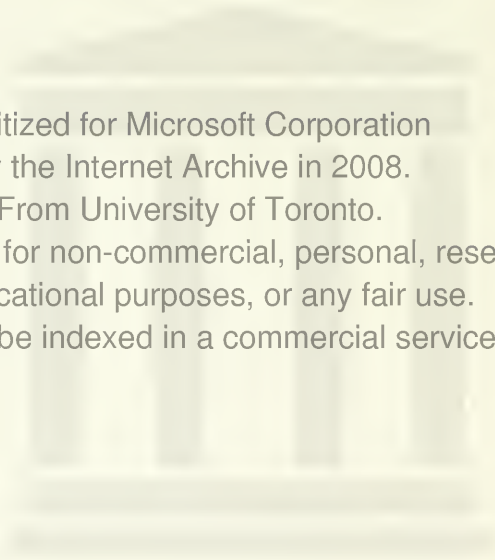 itized for Microsoft Corporation
the Internet Archive in 2008.
From University of Toronto.
for non-commercial, personal, rese
cational purposes, or any fair use.
be indexed in a commercial service